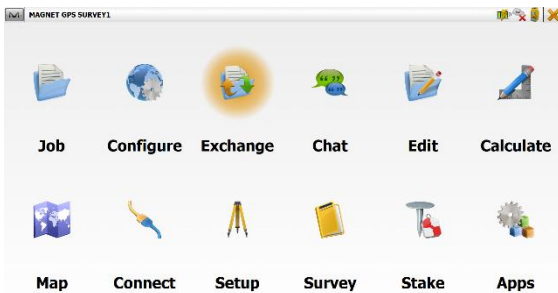 MAGNET GPS SURVEY1
Job Configure Exchange Chat Edit Calculate
Map Connect Setup Survey Stake Apps